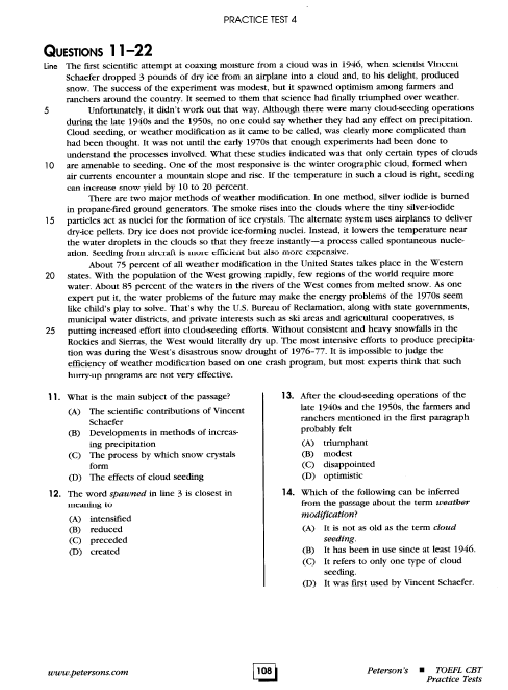 PRACTICE TEST 4
QUESTIONS 11–22
Line The first scientific attempt at coaxing moisture from a cloud was in 1946, when scientist Vincent
Schaefer dropped 3 pounds of dry ice from an airplane into a cloud and, to his delight, produced
snow. The success of the experiment was modest, but it spawned optimism among farmers and
ranchers around the country. It seemed to them that science had finally triumphed over weather.
5 Unfortunately, it didn't work out that way. Although there were many cloud-seeding operations
during the late 1940s and the 1950s, no one could say whether they had any effect on precipitation.
Cloud seeding, or weather modification as it came to be called, was clearly more complicated than
had been thought. It was not until the early 1970s that enough experiments had been done to
understand the processes involved. What these studies indicated was that only certain types of clouds
10 are amenable to seeding. One of the most responsive is the winter orographic cloud, formed when
air currents encounter a mountain slope and rise. If the temperature in such a cloud is right, seeding
can increase snow yield by 10 to 20 percent.
There are two major methods of weather modification. In one method, silver iodide is burned
in propane-fired ground generators. The smoke rises into the clouds where the tiny silver-iodide
15 particles act as nuclei for the formation of ice crystals. The alternate system uses airplanes to deliver
dry-ice pellets. Dry ice does not provide ice-forming nuclei. Instead, it lowers the temperature near
the water droplets in the clouds so that they freeze instantly—a process called spontaneous nucle-
ation. Seeding from aircraft is more efficient but also more expensive.
About 75 percent of all weather modification in the United States takes place in the Western
20 states. With the population of the West growing rapidly, few regions of the world require more
water. About 85 percent of the waters in the rivers of the West comes from melted snow. As one
expert put it, the water problems of the future may make the energy problems of the 1970s seem
like child's play to solve. That's why the U.S. Bureau of Reclamation, along with state governments,
municipal water districts, and private interests such as ski areas and agricultural cooperatives, is
25 putting increased effort into cloud-seeding efforts. Without consistent and heavy snowfalls in the
Rockies and Sierras, the West would literally dry up. The most intensive efforts to produce precipita-
tion was during the West's disastrous snow drought of 1976–77. It is impossible to judge the
efficiency of weather modification based on one crash program, but most experts think that such
hurry-up programs are not very effective.
11. What is the main subject of the passage?
(A) The scientific contributions of Vincent
Schaefer
(B) Developments in methods of increas-
ing precipitation
(C) The process by which snow crystals
form
(D) The effects of cloud seeding
12. The word spawned in line 3 is closest in
meaning to
(A) intensified
(B) reduced
(C) preceded
(D) created
13. After the cloud-seeding operations of the
late 1940s and the 1950s, the farmers and
ranchers mentioned in the first paragraph
probably felt
(A) triumphant
(B) modest
(C) disappointed
(D) optimistic
14. Which of the following can be inferred
from the passage about the term weather
modification?
(A) It is not as old as the term cloud
seeding.
(B) It has been in use since at least 1946.
(C) It refers to only one type of cloud
seeding.
(D) It was first used by Vincent Schaefer.
www.petersons.com
108
Peterson's ■ TOEFL CBT
Practice Tests